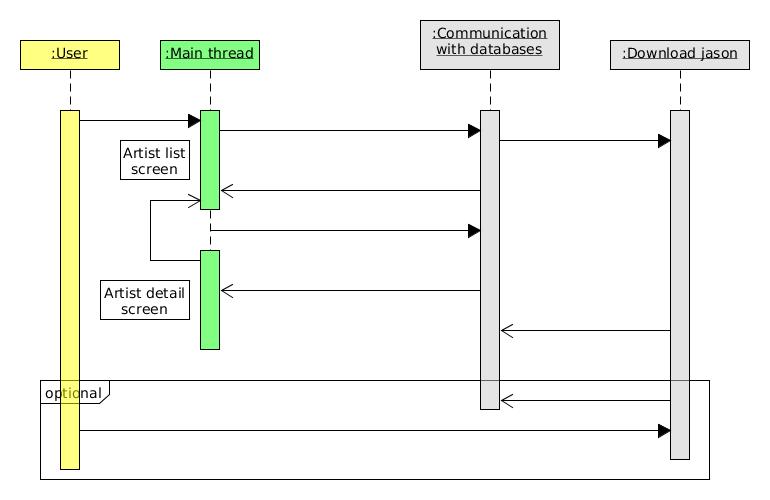 :User
:Main thread
:Communication
with databases
:Download jason
Artist list
screen
Artist detail
screen
optional